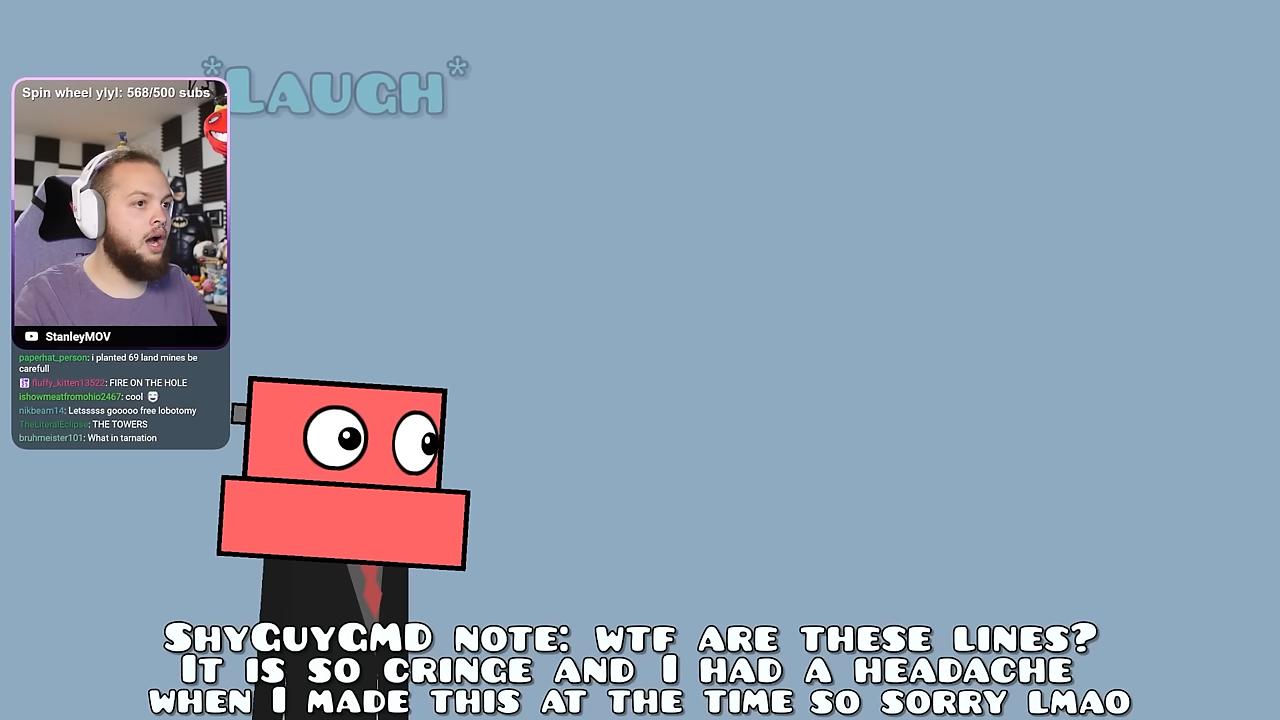 *Laugh*
Spin wheel ylyl: 568/500 subs
StanleyMOV
paperhat_person: i planted 69 land mines be
carefull
fluffy_kitten13522: FIRE ON THE HOLE
ishowmeatfromohio2467: cool
nikbeam14: Letsssss gooooo free lobotomy
TheLiteralEclipse: THE TOWERS
bruhmeister101: What in tarnation
ShyGuyGMD note: wtf are these lines?
It is so cringe and I had a headache
when I made this at the time so sorry lmao